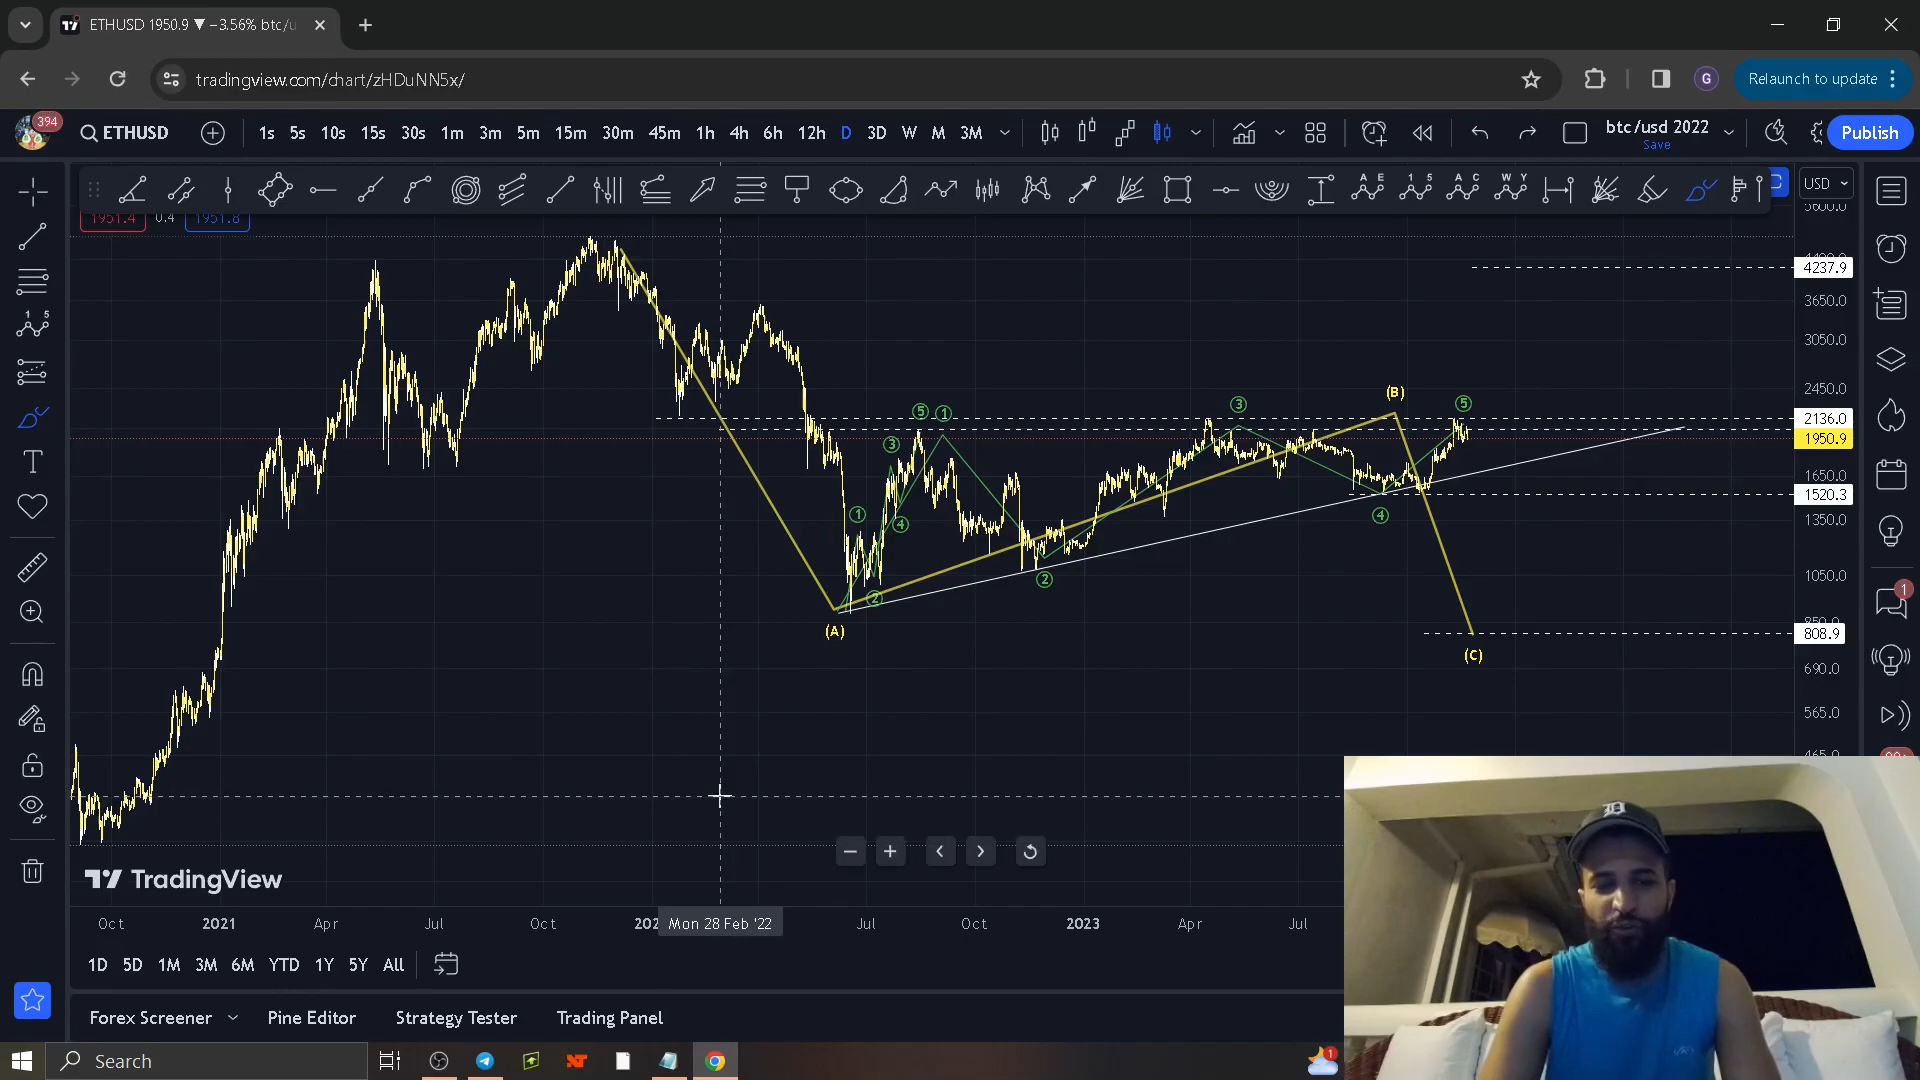 ETHUSD 1950.9 ▼ −3.56% btc/u
tradingview.com/chart/zHDuNN5x/
G
Relaunch to update
394
ETHUSD
1s 5s 10s 15s 30s 1m 3m 5m 15m 30m 45m 1h 4h 6h 12h D 3D W M 3M
btc/usd 2022
Save
Publish
A E
1 5
A C
W Y
USD
1951.4 0.4 1951.8
5600.0
4237.9
3650.0
3050.0
2450.0
2136.0
1950.9
1650.0
1520.3
1350.0
1050.0
808.9
690.0
565.0
465.0
(B)
5 1
3
5
3
1
4
4
2
2
(A)
(C)
1 5
T
1
TradingView
Oct 2021 Apr Jul Oct 202 Mon 28 Feb '22 Jul Oct 2023 Apr Jul
1D 5D 1M 3M 6M YTD 1Y 5Y All
Forex Screener Pine Editor Strategy Tester Trading Panel
Search
1
D